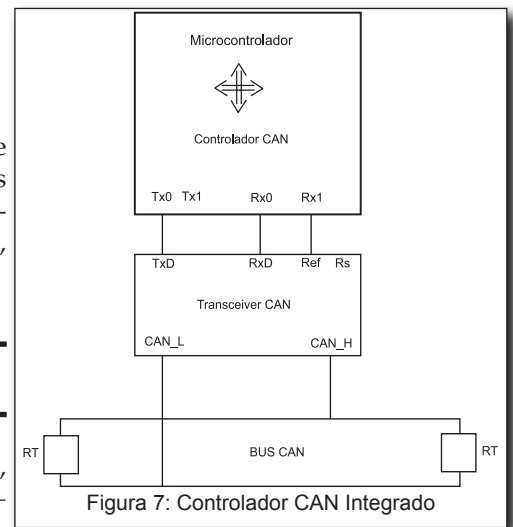 Microcontrolador
Controlador CAN
Tx0 Tx1 Rx0 Rx1
TxD RxD Ref Rs
Transceiver CAN
CAN_L CAN_H
RT BUS CAN RT
Figura 7: Controlador CAN Integrado